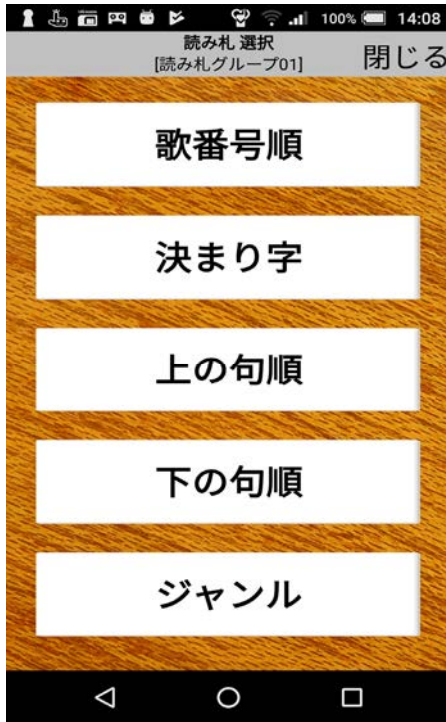 100% 14:08
読み札 選択
[読み札グループ01]
閉じる
歌番号順
決まり字
上の句順
下の句順
ジャンル